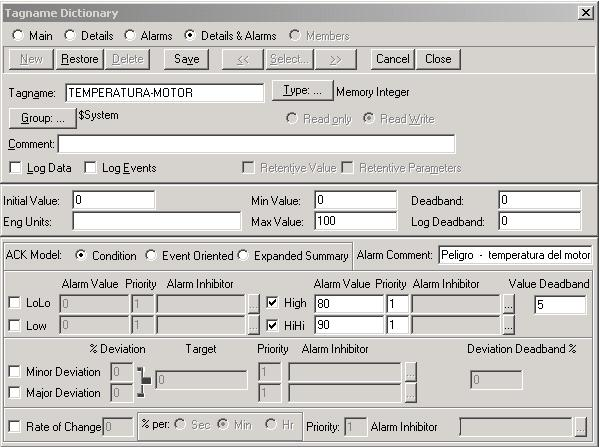 Tagname Dictionary
Main Details Alarms Details & Alarms Members
New Restore Delete Save << Select... >> Cancel Close
Tagname: TEMPERATURA-MOTOR Type: ... Memory Integer
Group: ... $System Read only Read Write
Comment:
Log Data Log Events Retentive Value Retentive Parameters
Initial Value: 0 Min Value: 0 Deadband: 0
Eng Units: Max Value: 100 Log Deadband: 0
ACK Model: Condition Event Oriented Expanded Summary Alarm Comment: Peligro - temperatura del motor
Alarm Value Priority Alarm Inhibitor Alarm Value Priority Alarm Inhibitor Value Deadband
LoLo 0 1 ... High 80 1 ... 5
Low 0 1 ... HiHi 90 1 ...
% Deviation Target Priority Alarm Inhibitor Deviation Deadband %
Minor Deviation 0 0 1 ... 0
Major Deviation 0 1 ...
Rate of Change 0 % per: Sec Min Hr Priority: 1 Alarm Inhibitor ...